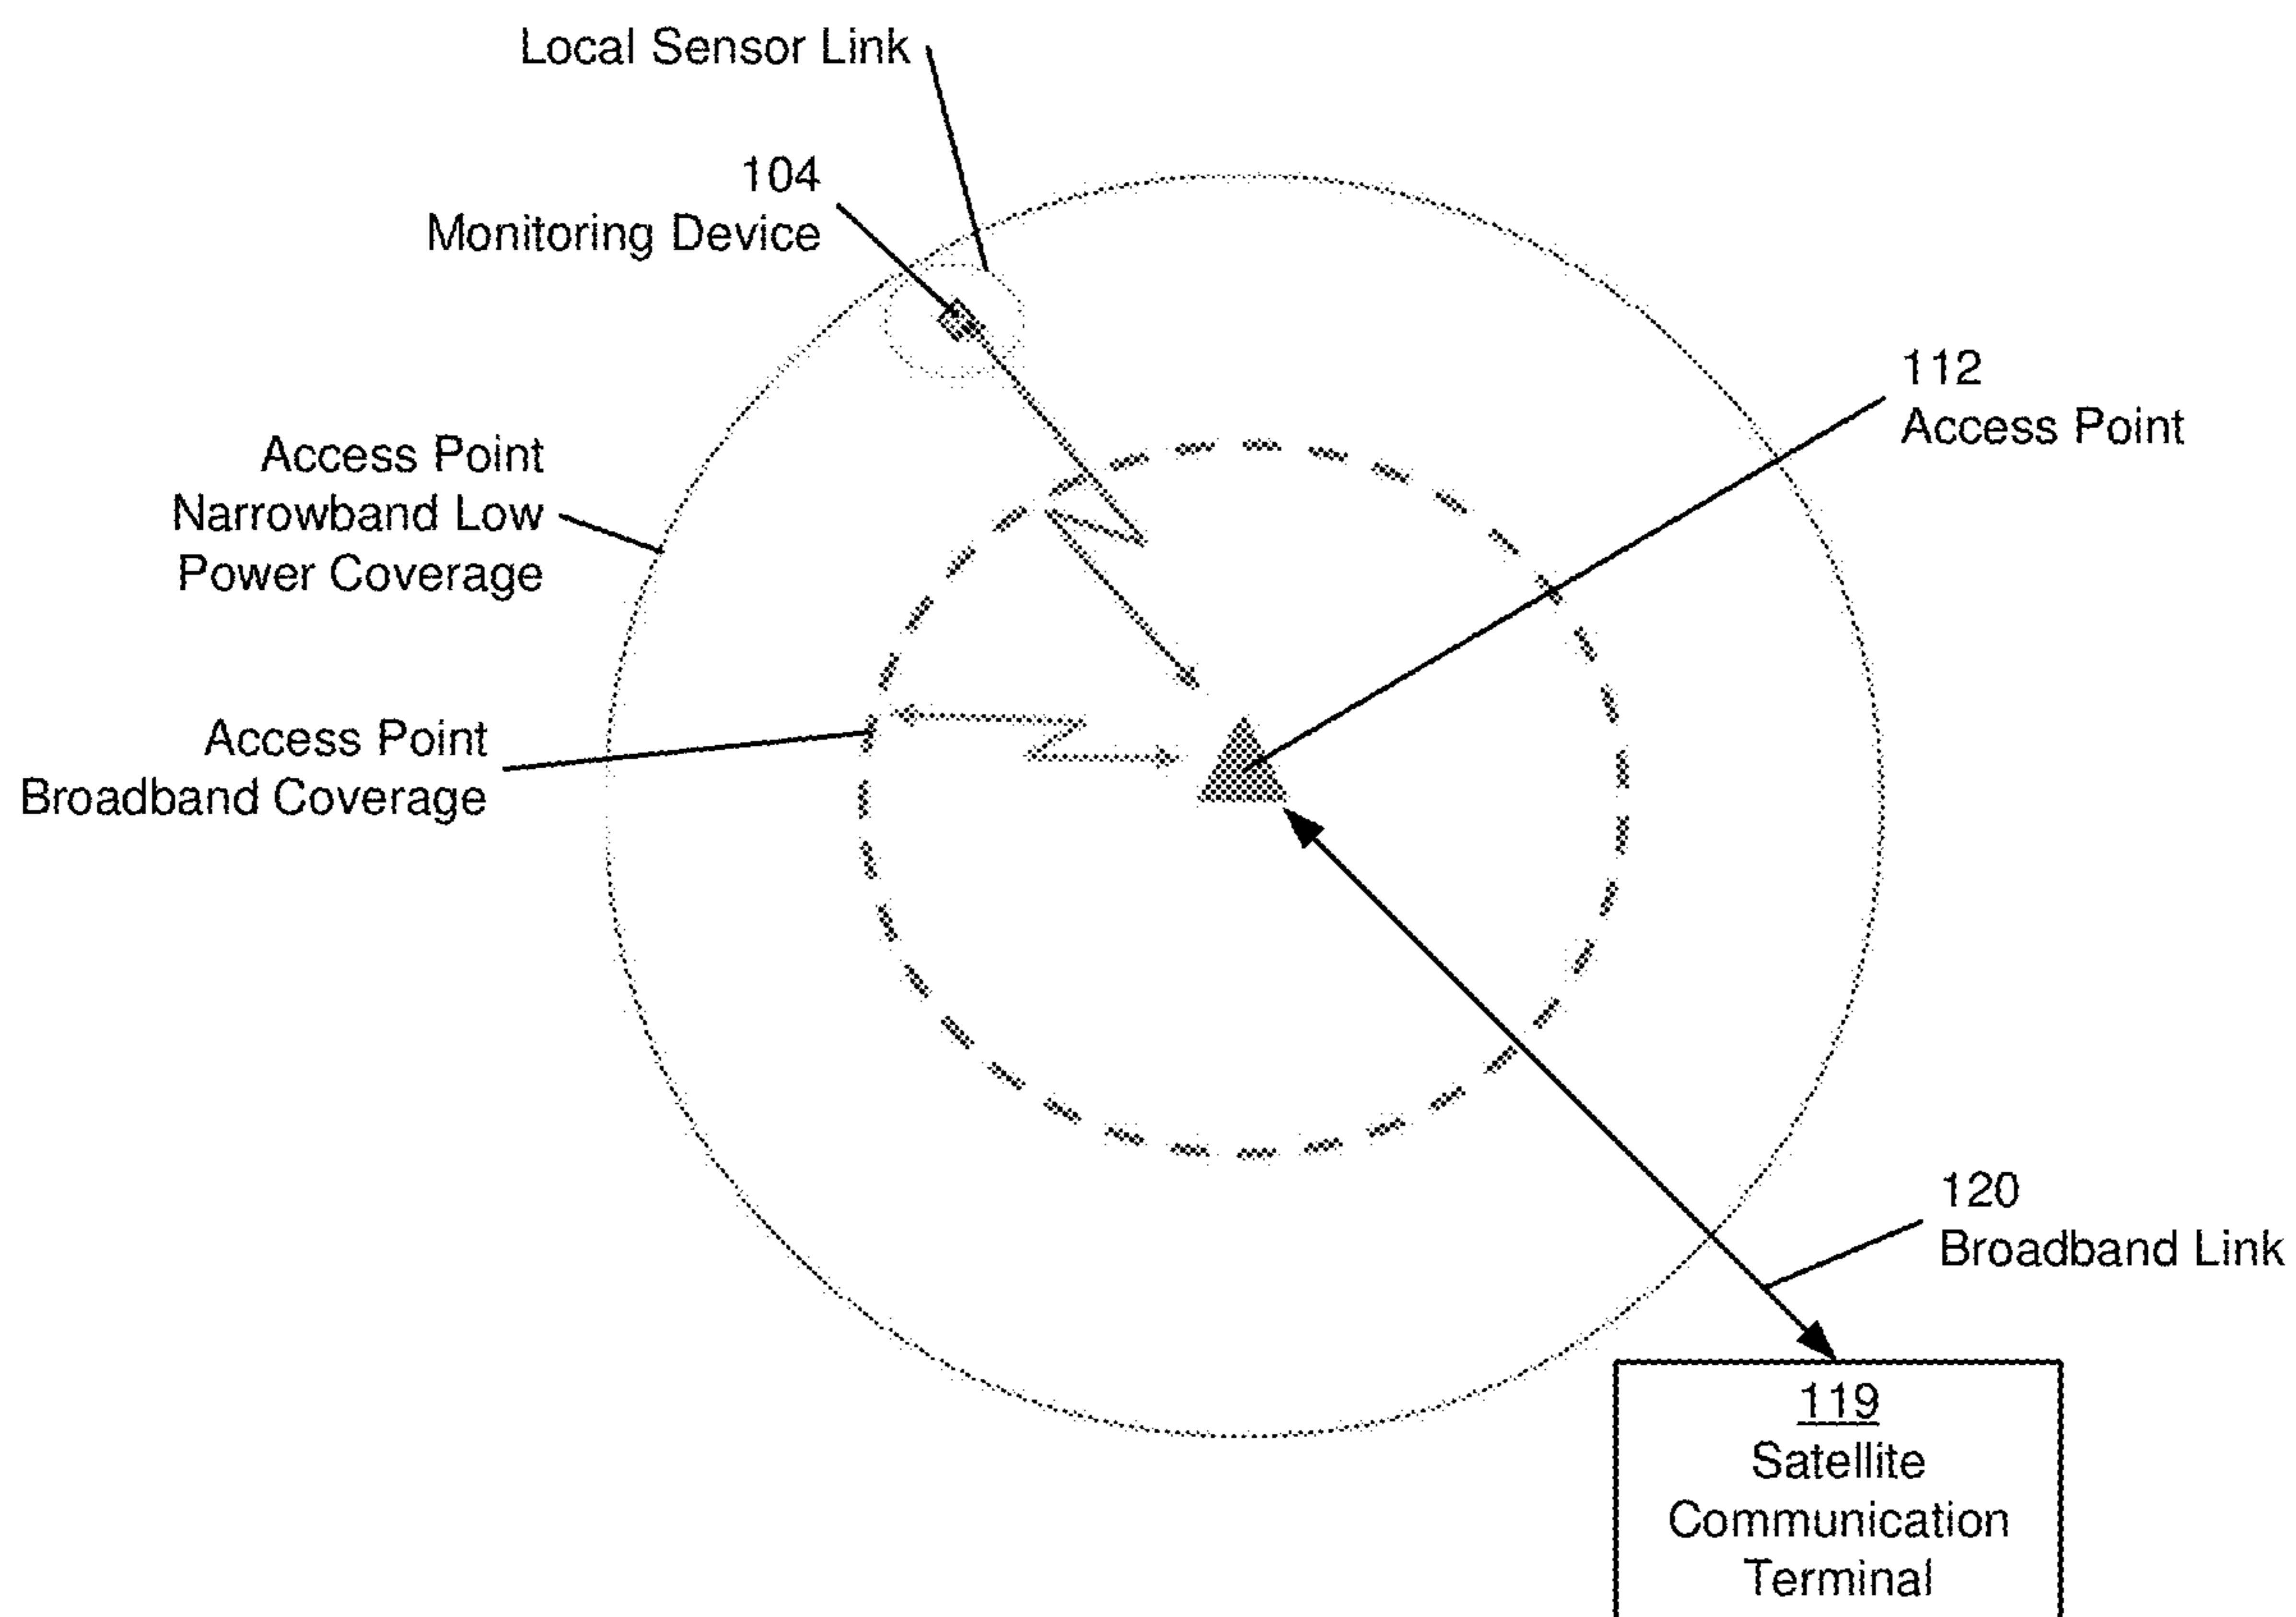 Local Sensor Link
104
Monitoring Device
112
Access Point
Access Point
Narrowband Low
Power Coverage
Access Point
Broadband Coverage
120
Broadband Link
119
Satellite
Communication
Terminal